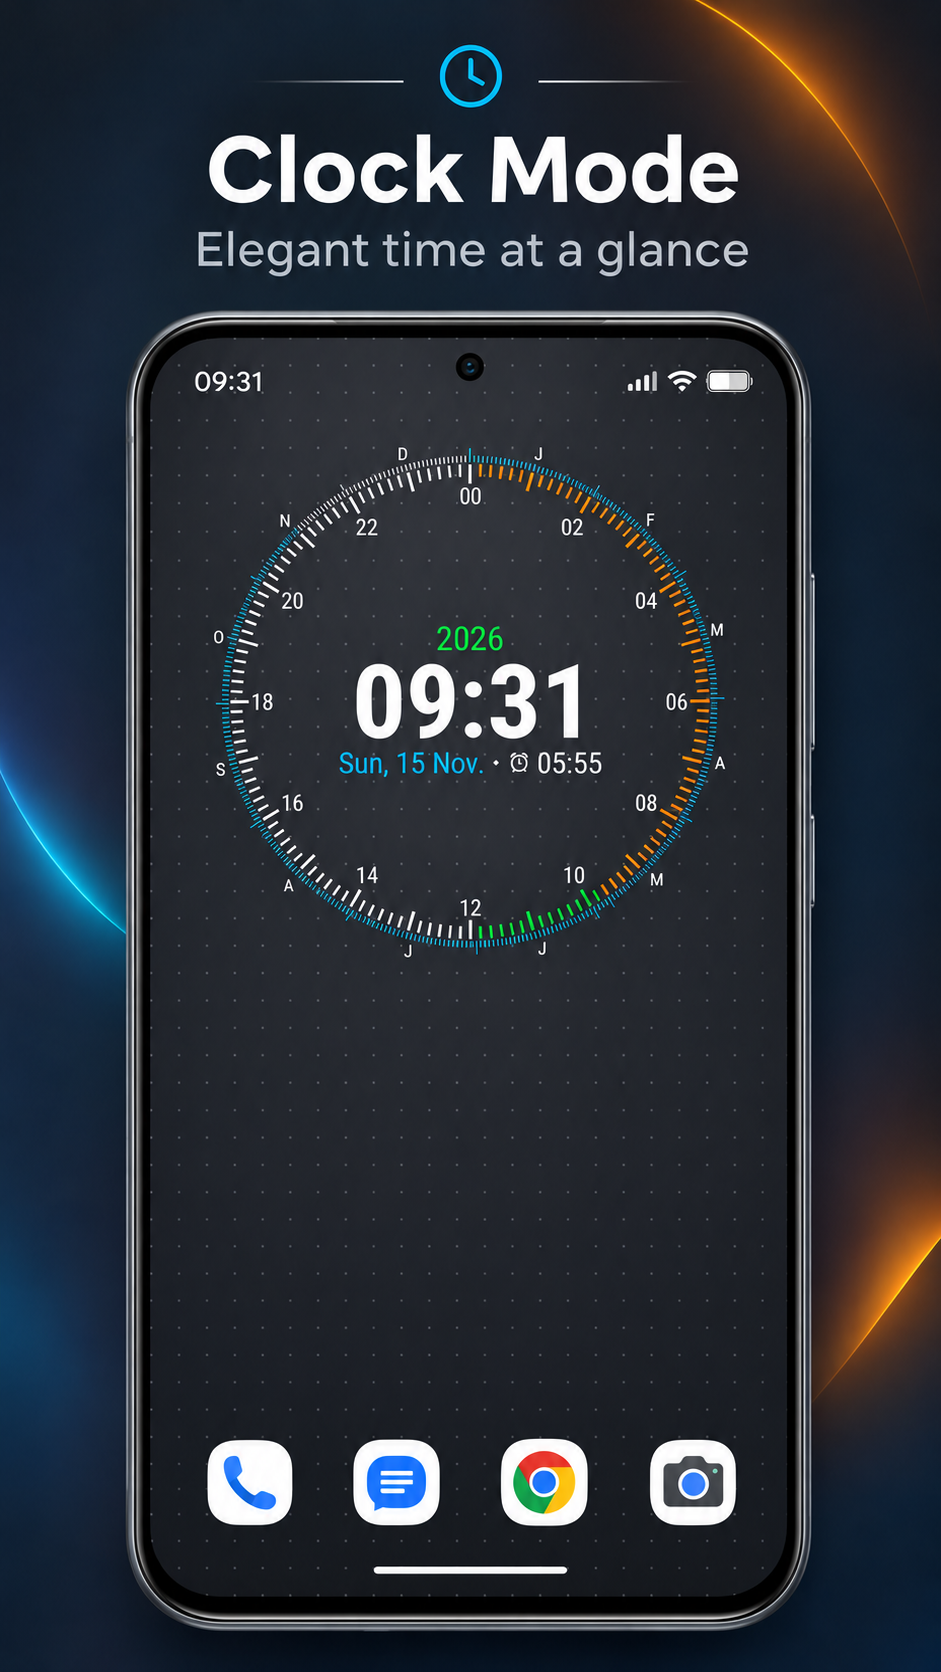 Clock Mode
Elegant time at a glance
09:31
D J
00
N 22 02 F
20 04
O 2026 M
09:31
18 06
Sun, 15 Nov. • 05:55
S A
16 08
A 14 10 M
12
J J